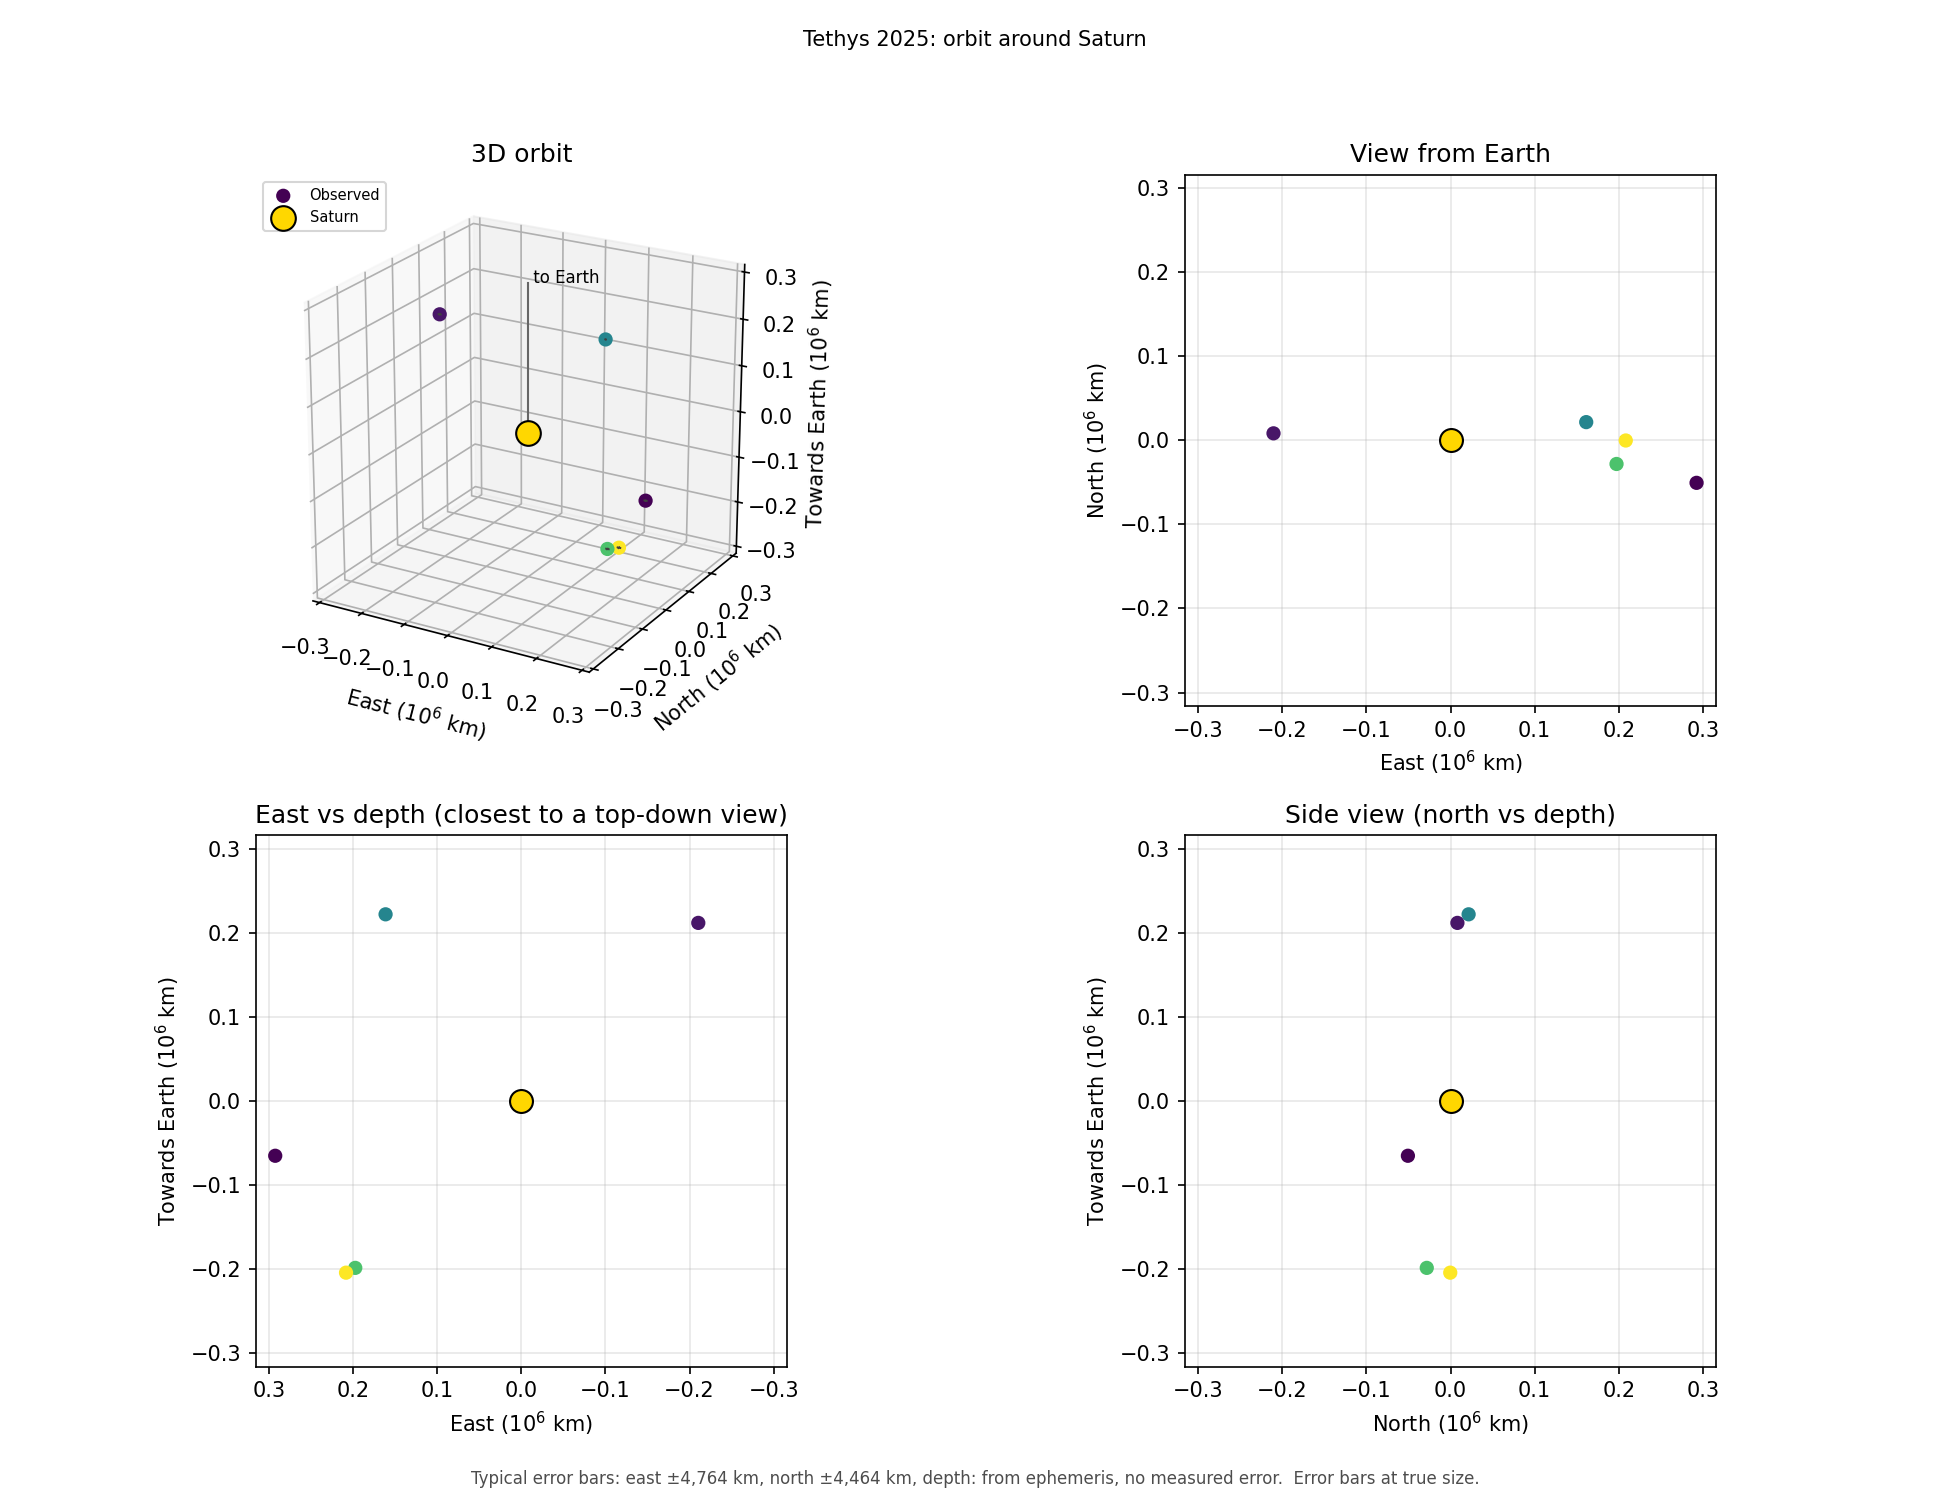 Tethys 2025: orbit around Saturn
3D orbit
Observed
Saturn
to Earth
0.3
0.2
0.1
0.0
−0.1
−0.2
−0.3
Towards Earth (10⁶ km)
−0.3
−0.2
−0.1
0.0
0.1
0.2
0.3
East (10⁶ km)
−0.3
−0.2
−0.1
0.0
0.1
0.2
0.3
North (10⁶ km)
View from Earth
0.3
0.2
0.1
0.0
−0.1
−0.2
−0.3
North (10⁶ km)
−0.3 −0.2 −0.1 0.0 0.1 0.2 0.3
East (10⁶ km)
East vs depth (closest to a top-down view)
0.3
0.2
0.1
0.0
−0.1
−0.2
−0.3
Towards Earth (10⁶ km)
0.3 0.2 0.1 0.0 −0.1 −0.2 −0.3
East (10⁶ km)
Side view (north vs depth)
0.3
0.2
0.1
0.0
−0.1
−0.2
−0.3
Towards Earth (10⁶ km)
−0.3 −0.2 −0.1 0.0 0.1 0.2 0.3
North (10⁶ km)
Typical error bars: east ±4,764 km, north ±4,464 km, depth: from ephemeris, no measured error. Error bars at true size.